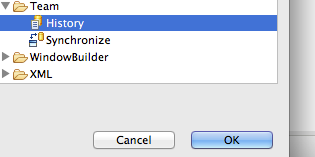 Team
History
Synchronize
WindowBuilder
XML
Cancel OK